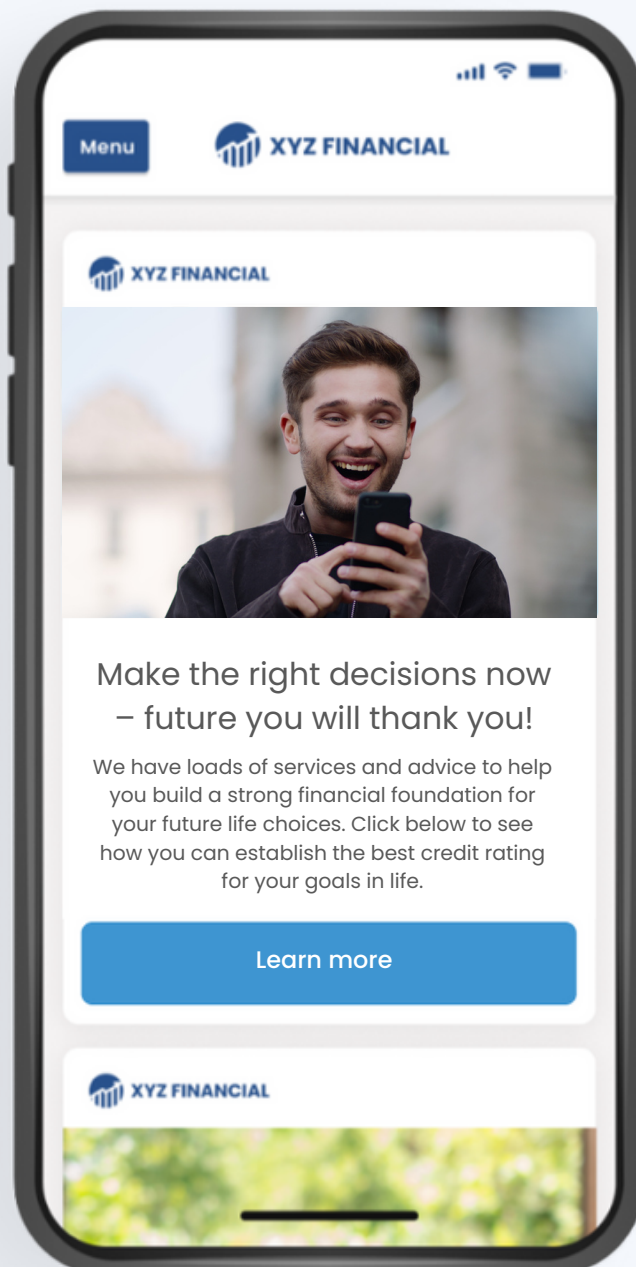 Menu
XYZ FINANCIAL
XYZ FINANCIAL
Make the right decisions now
– future you will thank you!
We have loads of services and advice to help
you build a strong financial foundation for
your future life choices. Click below to see
how you can establish the best credit rating
for your goals in life.
Learn more
XYZ FINANCIAL